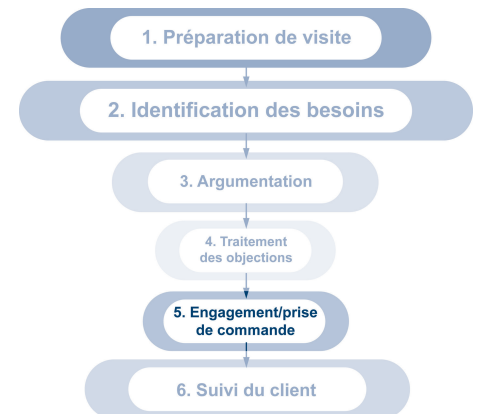 1. Préparation de visite
2. Identification des besoins
3. Argumentation
4. Traitement
des objections
5. Engagement/prise
de commande
6. Suivi du client